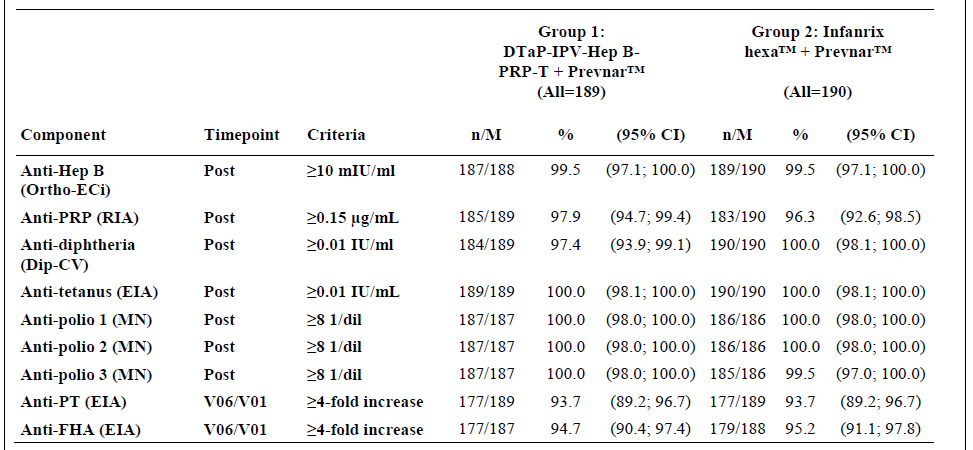 Group 1: Group 2: Infanrix
DTaP-IPV-Hep B- hexa™ + Prevnar™
PRP-T + Prevnar™
(All=189) (All=190)
Component Timepoint Criteria n/M % (95% CI) n/M % (95% CI)
Anti-Hep B Post ≥10 mIU/ml 187/188 99.5 (97.1; 100.0) 189/190 99.5 (97.1; 100.0)
(Ortho-ECi)
Anti-PRP (RIA) Post ≥0.15 µg/mL 185/189 97.9 (94.7; 99.4) 183/190 96.3 (92.6; 98.5)
Anti-diphtheria Post ≥0.01 IU/ml 184/189 97.4 (93.9; 99.1) 190/190 100.0 (98.1; 100.0)
(Dip-CV)
Anti-tetanus (EIA) Post ≥0.01 IU/mL 189/189 100.0 (98.1; 100.0) 190/190 100.0 (98.1; 100.0)
Anti-polio 1 (MN) Post ≥8 1/dil 187/187 100.0 (98.0; 100.0) 186/186 100.0 (98.0; 100.0)
Anti-polio 2 (MN) Post ≥8 1/dil 187/187 100.0 (98.0; 100.0) 186/186 100.0 (98.0; 100.0)
Anti-polio 3 (MN) Post ≥8 1/dil 187/187 100.0 (98.0; 100.0) 185/186 99.5 (97.0; 100.0)
Anti-PT (EIA) V06/V01 ≥4-fold increase 177/189 93.7 (89.2; 96.7) 177/189 93.7 (89.2; 96.7)
Anti-FHA (EIA) V06/V01 ≥4-fold increase 177/187 94.7 (90.4; 97.4) 179/188 95.2 (91.1; 97.8)